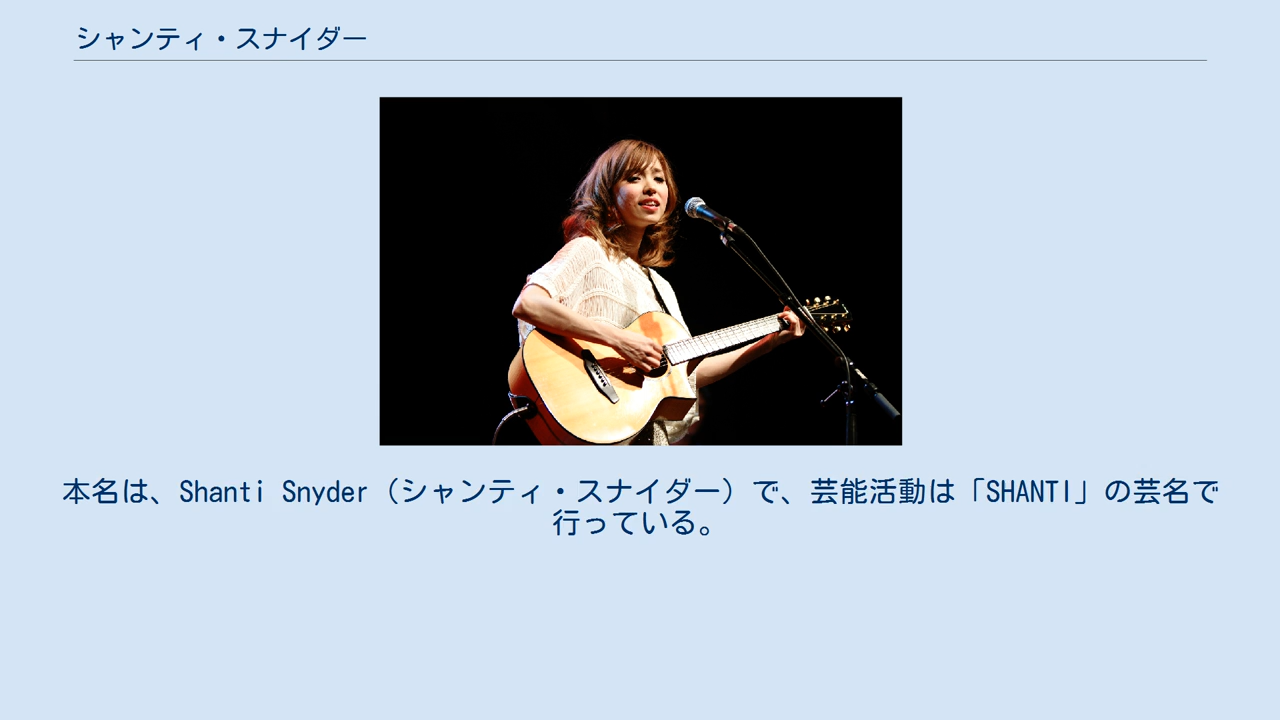 シャンティ・スナイダー
本名は、Shanti Snyder（シャンティ・スナイダー）で、芸能活動は「SHANTI」の芸名で
行っている。